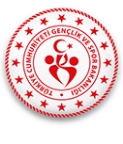 TÜRKİYE CUMHURİYETİ GENÇLİK VE SPOR BAKANLIĞI